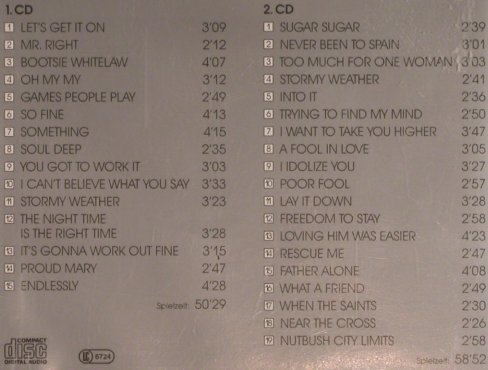 1. CD
1 LET'S GET IT ON 3'09
2 MR. RIGHT 2'12
3 BOOTSIE WHITELAW 4'07
4 OH MY MY 3'12
5 GAMES PEOPLE PLAY 2'49
6 SO FINE 4'13
7 SOMETHING 4'15
8 SOUL DEEP 2'35
9 YOU GOT TO WORK IT 3'03
10 I CAN'T BELIEVE WHAT YOU SAY 3'33
11 STORMY WEATHER 3'23
12 THE NIGHT TIME
IS THE RIGHT TIME 3'28
13 IT'S GONNA WORK OUT FINE 3'15
14 PROUD MARY 2'47
15 ENDLESSLY 4'28
Spielzeit: 50'29
COMPACT
disc
DIGITAL AUDIO
LC
6724
2. CD
1 SUGAR SUGAR 2'39
2 NEVER BEEN TO SPAIN 3'01
3 TOO MUCH FOR ONE WOMAN 3'03
4 STORMY WEATHER 2'41
5 INTO IT 2'36
6 TRYING TO FIND MY MIND 2'50
7 I WANT TO TAKE YOU HIGHER 3'47
8 A FOOL IN LOVE 3'05
9 I IDOLIZE YOU 3'27
10 POOR FOOL 2'57
11 LAY IT DOWN 3'28
12 FREEDOM TO STAY 2'58
13 LOVING HIM WAS EASIER 4'23
14 RESCUE ME 2'47
15 FATHER ALONE 4'08
16 WHAT A FRIEND 2'49
17 WHEN THE SAINTS 2'30
18 NEAR THE CROSS 2'26
19 NUTBUSH CITY LIMITS 2'58
Spielzeit: 58'52